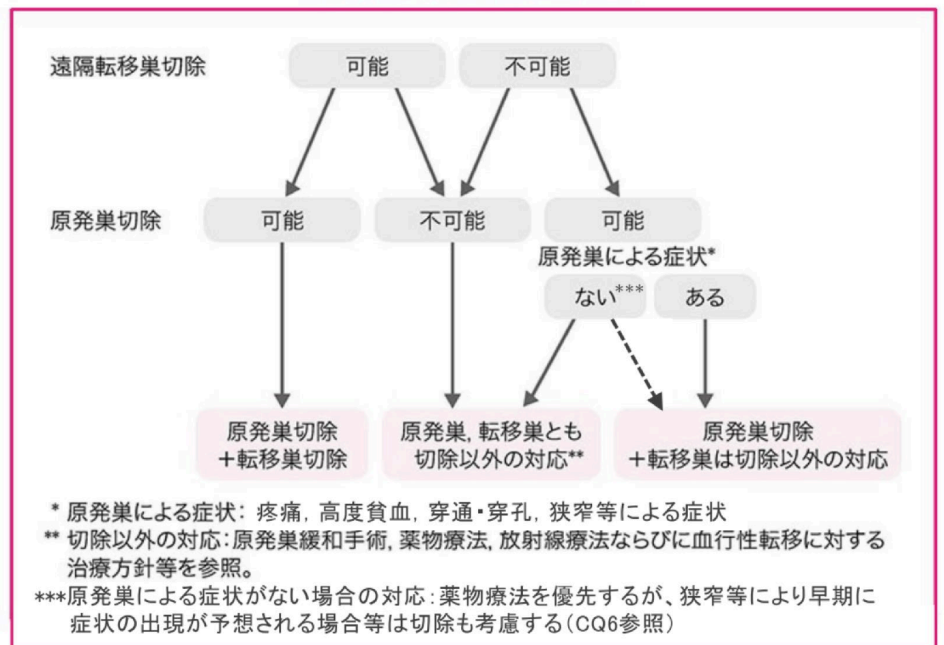 遠隔転移巣切除 可能 不可能
原発巣切除 可能 不可能 可能
原発巣による症状*
ない*** ある
原発巣切除
＋転移巣切除
原発巣, 転移巣とも
切除以外の対応**
原発巣切除
＋転移巣は切除以外の対応
* 原発巣による症状： 疼痛, 高度貧血, 穿通・穿孔, 狭窄等による症状
** 切除以外の対応：原発巣緩和手術, 薬物療法, 放射線療法ならびに血行性転移に対する
治療方針等を参照。
***原発巣による症状がない場合の対応：薬物療法を優先するが、狭窄等により早期に
症状の出現が予想される場合等は切除も考慮する（CQ6参照）